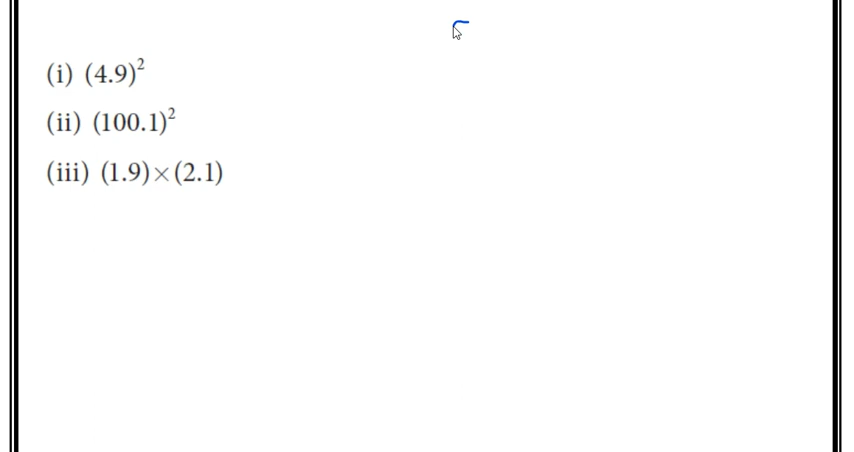 (i) (4.9)²
(ii) (100.1)²
(iii) (1.9)×(2.1)